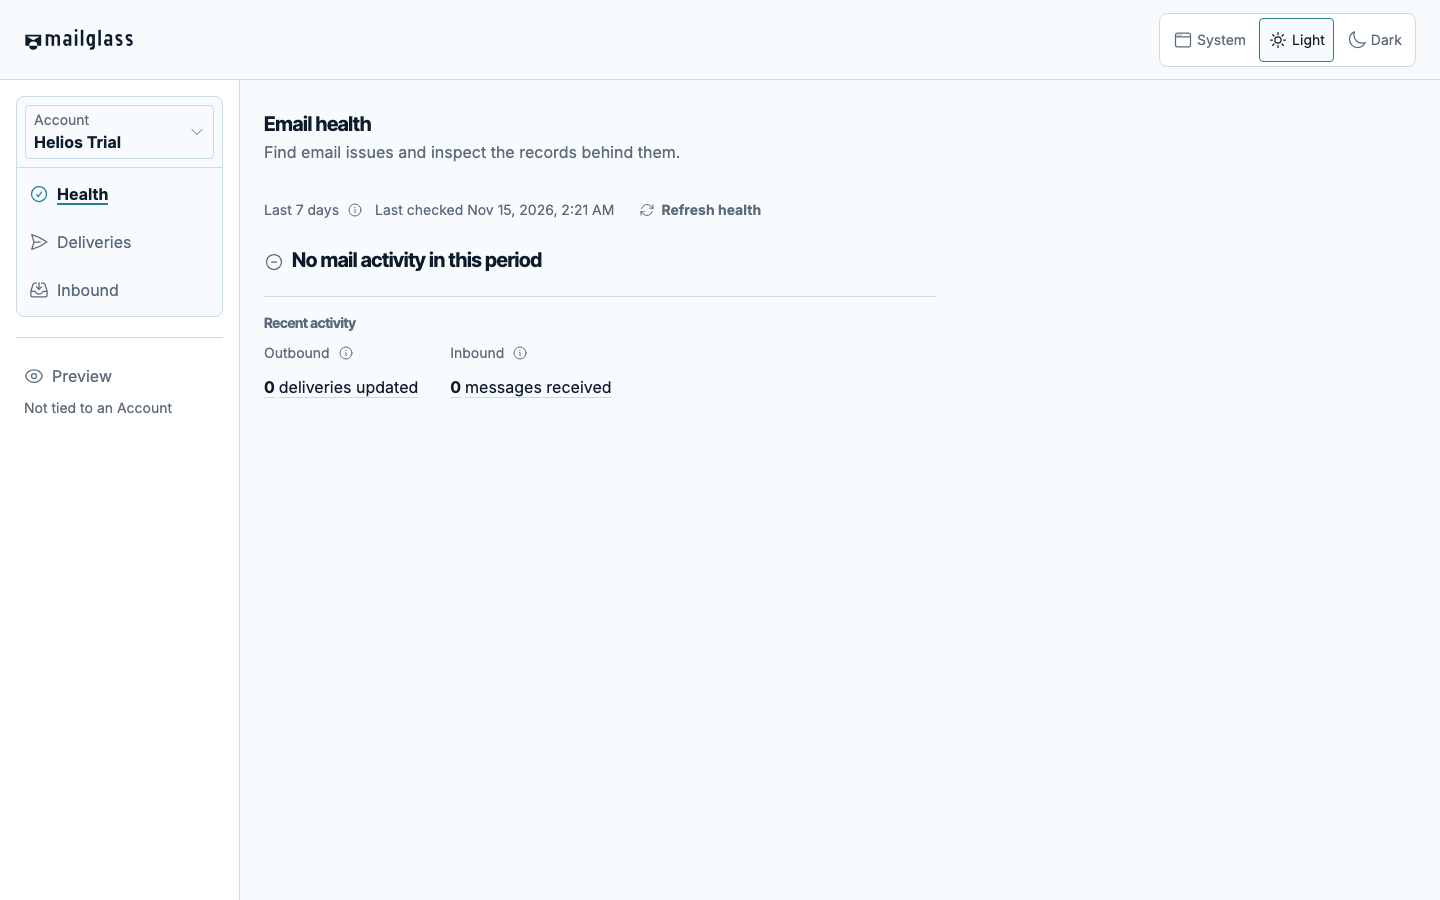 mailglass
System
Light
Dark
Account
Helios Trial
Health
Deliveries
Inbound
Preview
Not tied to an Account
Email health
Find email issues and inspect the records behind them.
Last 7 days
Last checked Nov 15, 2026, 2:21 AM
Refresh health
No mail activity in this period
Recent activity
Outbound
Inbound
0 deliveries updated
0 messages received